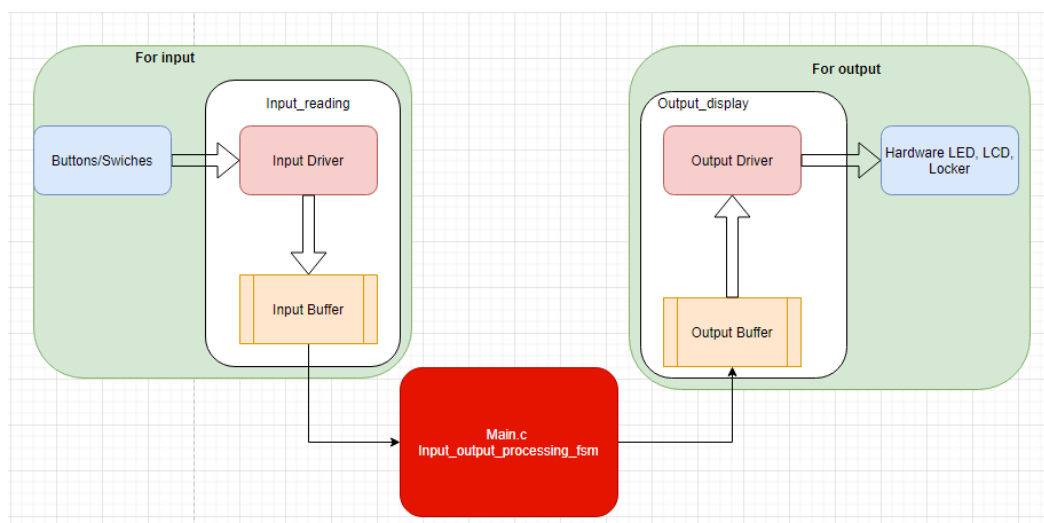 For input
Input_reading
Buttons/Swiches
Input Driver
Input Buffer
Main.c
Input_output_processing_fsm
For output
Output_display
Output Driver
Hardware LED, LCD,
Locker
Output Buffer